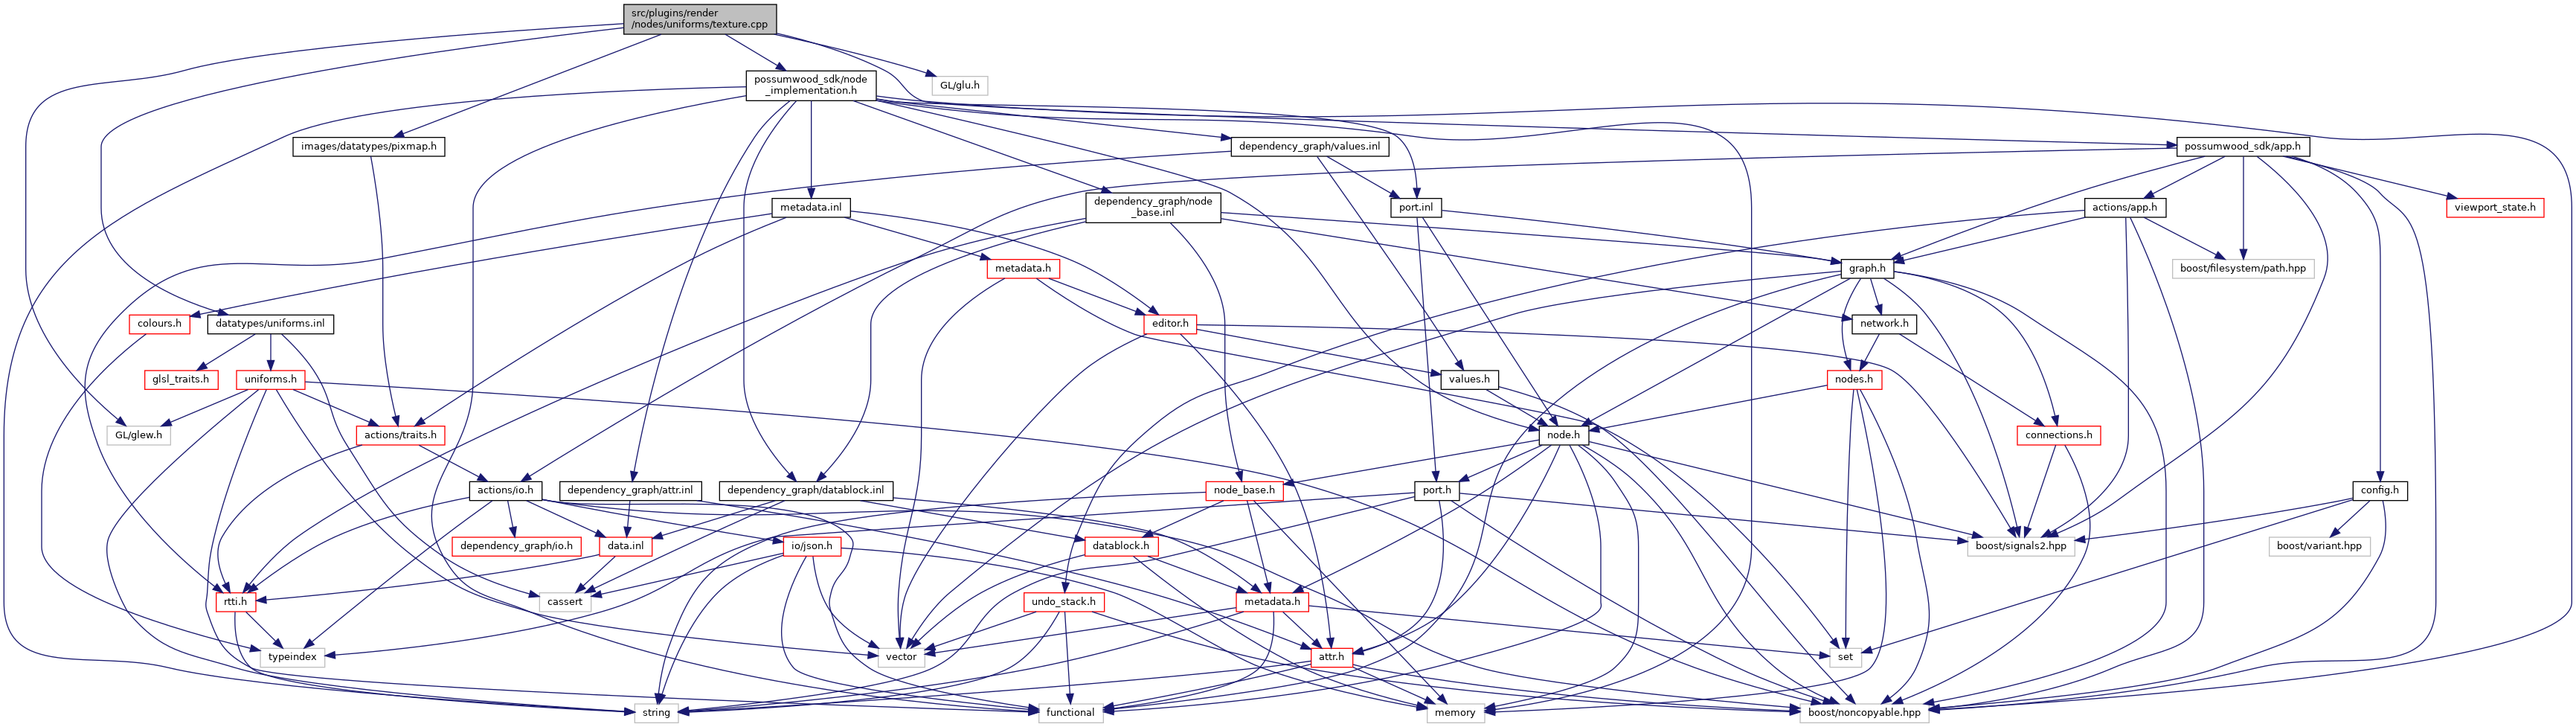 src/plugins/render
/nodes/uniforms/texture.cpp
possumwood_sdk/node
_implementation.h
GL/glu.h
images/datatypes/pixmap.h
dependency_graph/values.inl
possumwood_sdk/app.h
metadata.inl
dependency_graph/node
_base.inl
port.inl
actions/app.h
viewport_state.h
metadata.h
graph.h
boost/filesystem/path.hpp
colours.h
datatypes/uniforms.inl
editor.h
network.h
glsl_traits.h
uniforms.h
values.h
nodes.h
GL/glew.h
actions/traits.h
node.h
connections.h
actions/io.h
dependency_graph/attr.inl
dependency_graph/datablock.inl
node_base.h
port.h
config.h
dependency_graph/io.h
data.inl
io/json.h
datablock.h
boost/signals2.hpp
boost/variant.hpp
rtti.h
cassert
undo_stack.h
metadata.h
typeindex
vector
attr.h
set
string
functional
memory
boost/noncopyable.hpp